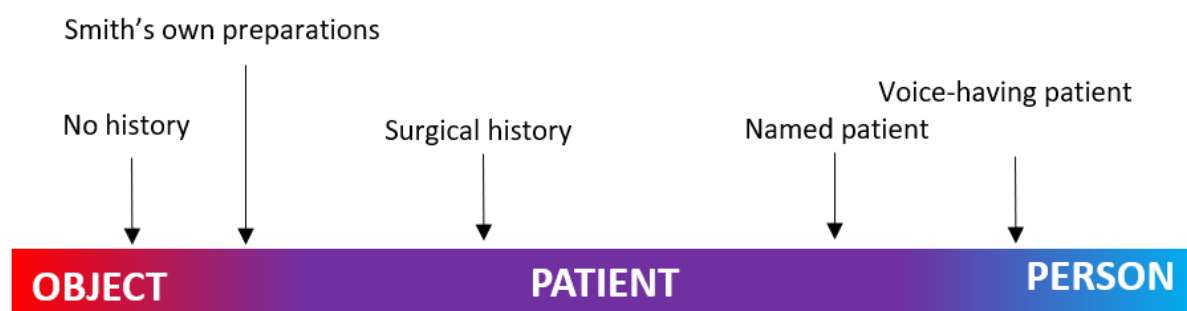 Smith’s own preparations
Voice-having patient
No history
Surgical history
Named patient
OBJECT
PATIENT
PERSON